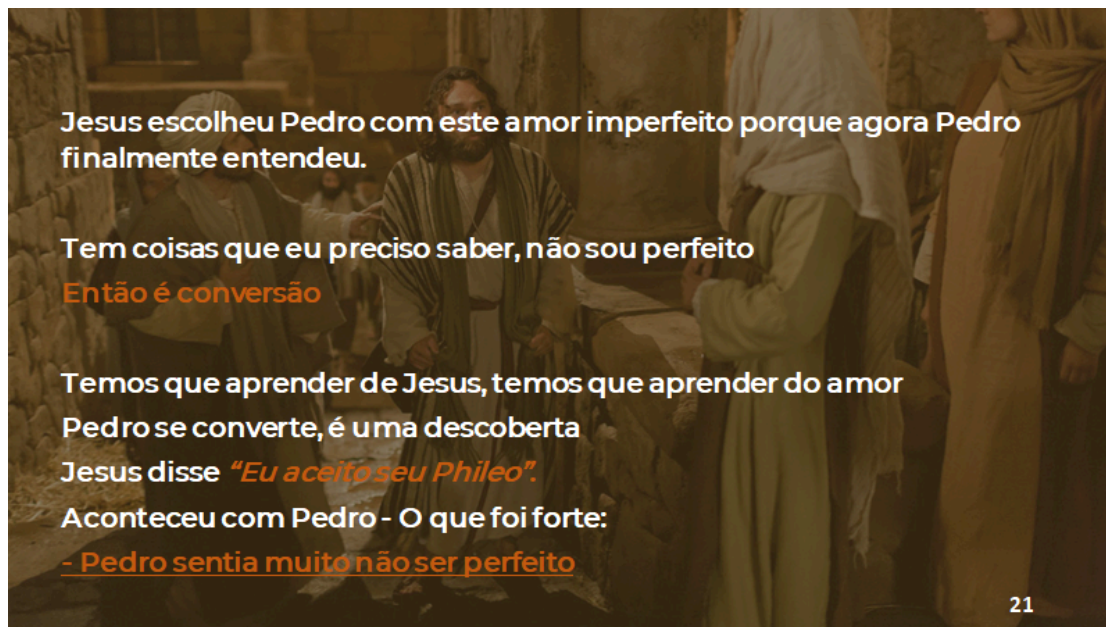 Jesus escolheu Pedro com este amor imperfeito porque agora Pedro
finalmente entendeu.
Tem coisas que eu preciso saber, não sou perfeito
Então é conversão
Temos que aprender de Jesus, temos que aprender do amor
Pedro se converte, é uma descoberta
Jesus disse “Eu aceito seu Phileo”.
Aconteceu com Pedro - O que foi forte:
- Pedro sentia muito não ser perfeito
21